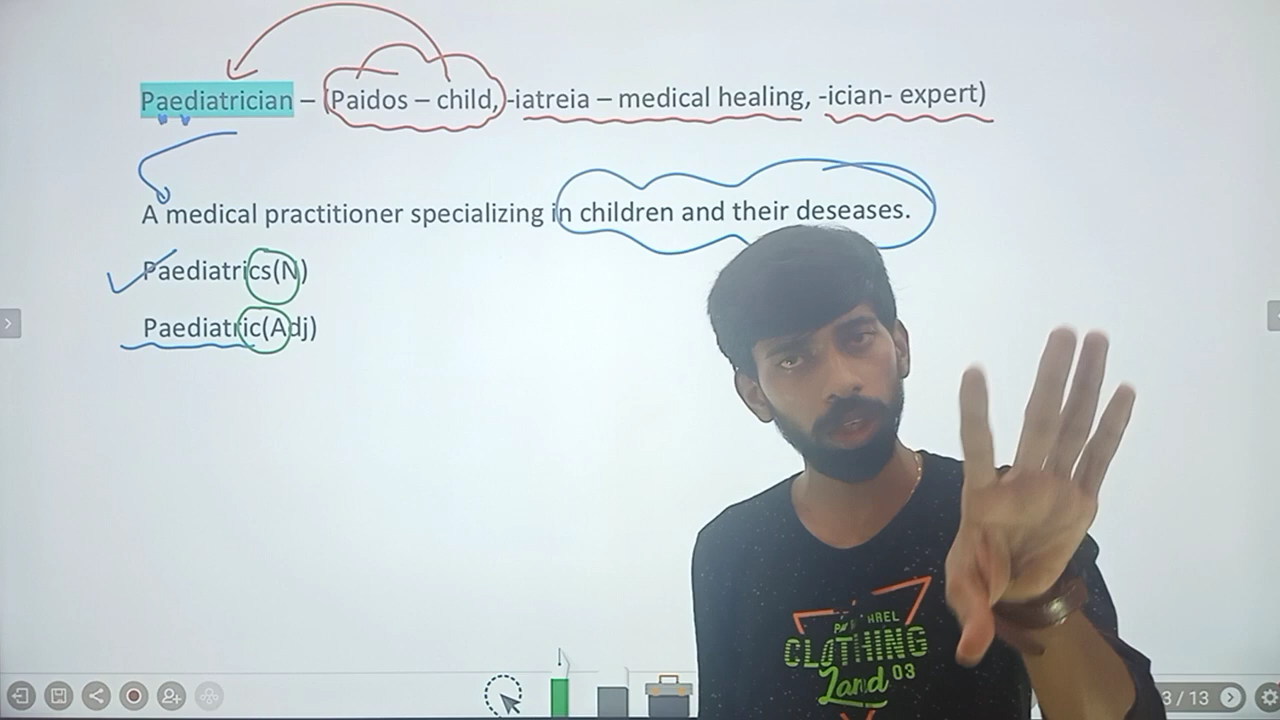 Paediatrician – (Paidos – child, -iatreia – medical healing, -ician- expert)
A medical practitioner specializing in children and their deseases.
Paediatrics(N)
Paediatric(Adj)
CLOTHING
Land 03
3 / 13